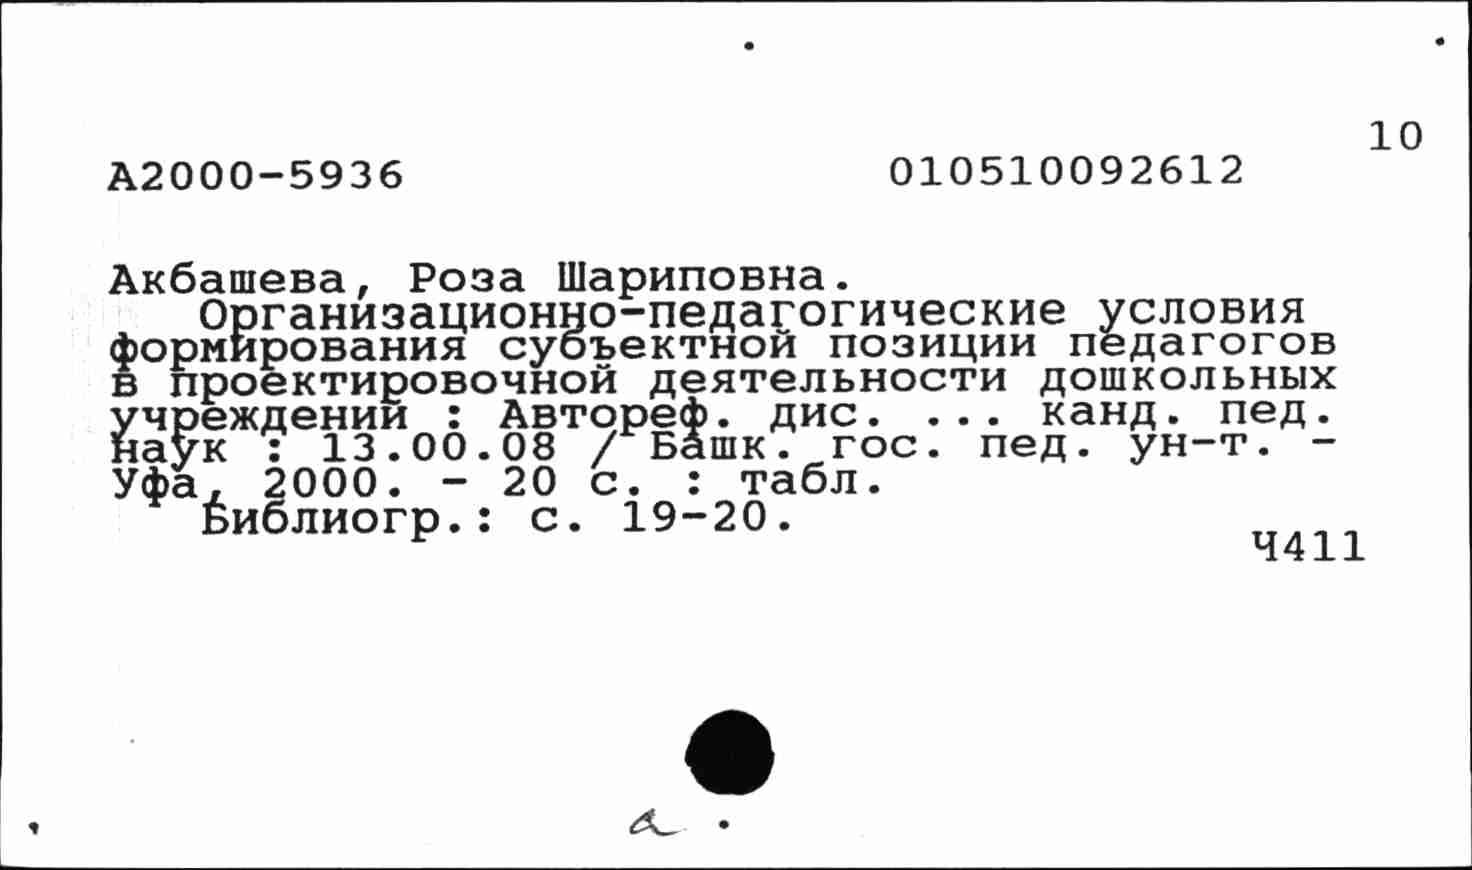 10
А2000-5936 010510092612
Акбашева, Роза Шариповна.
Организационно-педагогические условия
формирования субъектной позиции педагогов
в проектировочной деятельности дошкольных
учреждений : Автореф. дис. ... канд. пед.
наук : 13.00.08 / Башк. гос. пед. ун-т. -
Уфа, 2000. - 20 с. : табл.
Библиогр.: с. 19-20.
Ч411
а